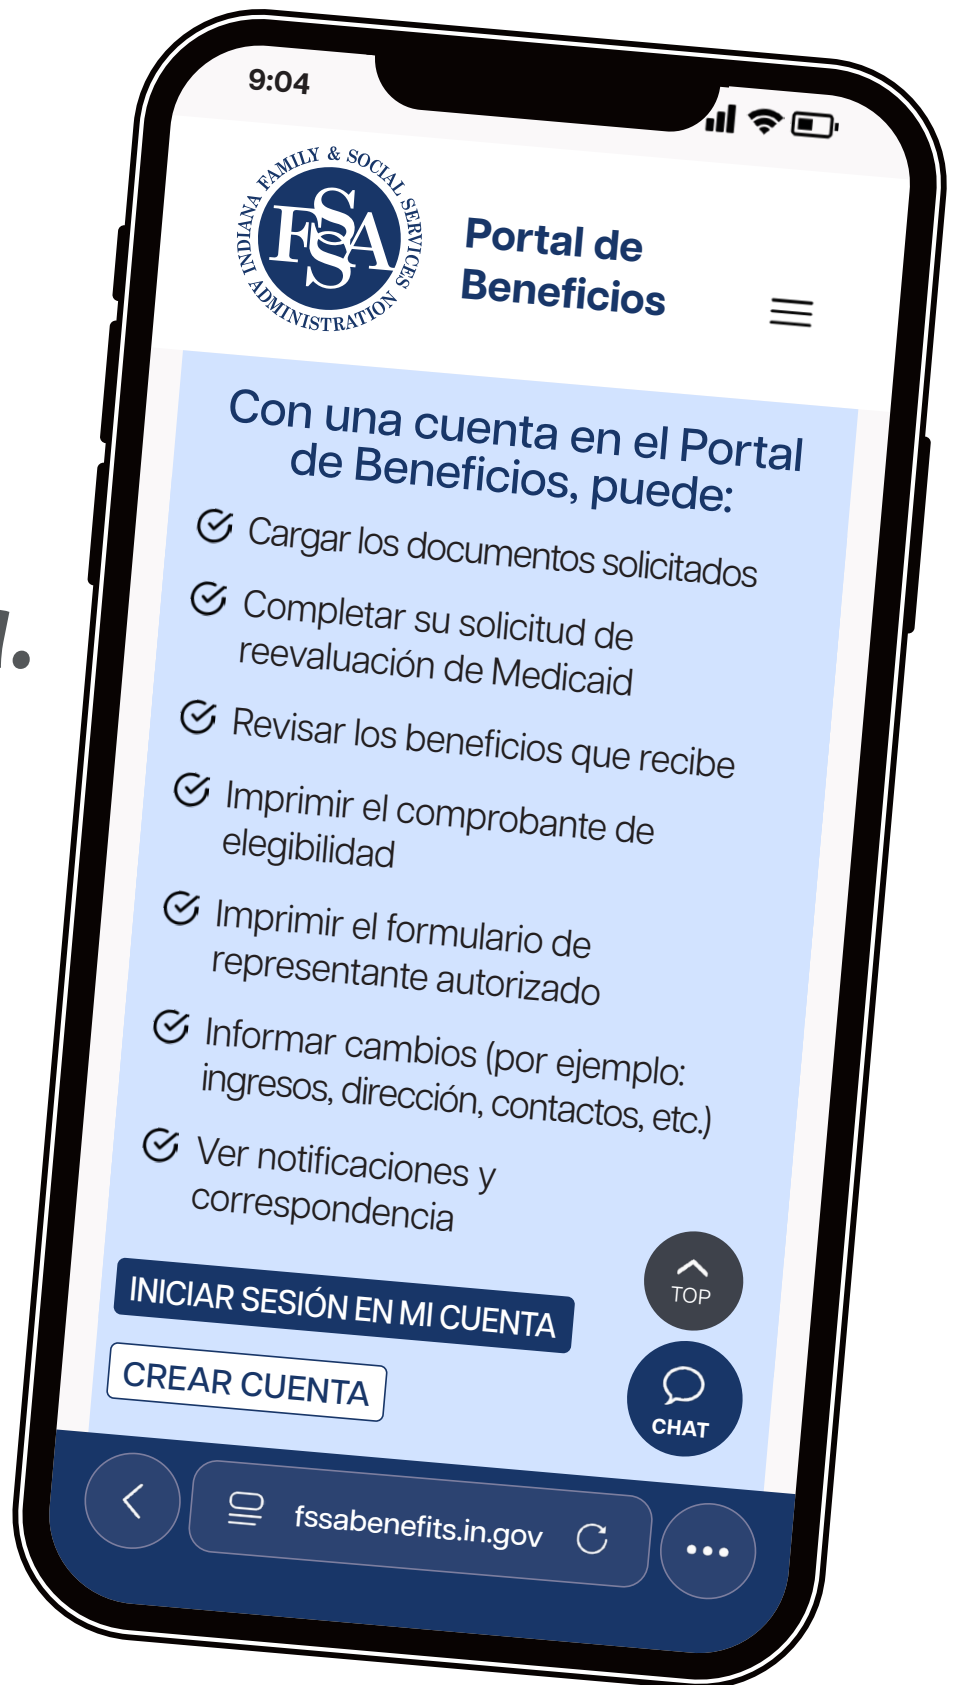 9:04
INDIANA FAMILY & SOCIAL SERVICES ADMINISTRATION
FSSA
Portal de
Beneficios
Con una cuenta en el Portal
de Beneficios, puede:
Cargar los documentos solicitados
Completar su solicitud de
reevaluación de Medicaid
Revisar los beneficios que recibe
Imprimir el comprobante de
elegibilidad
Imprimir el formulario de
representante autorizado
Informar cambios (por ejemplo:
ingresos, dirección, contactos, etc.)
Ver notificaciones y
correspondencia
TOP
INICIAR SESIÓN EN MI CUENTA
CREAR CUENTA
CHAT
fssabenefits.in.gov